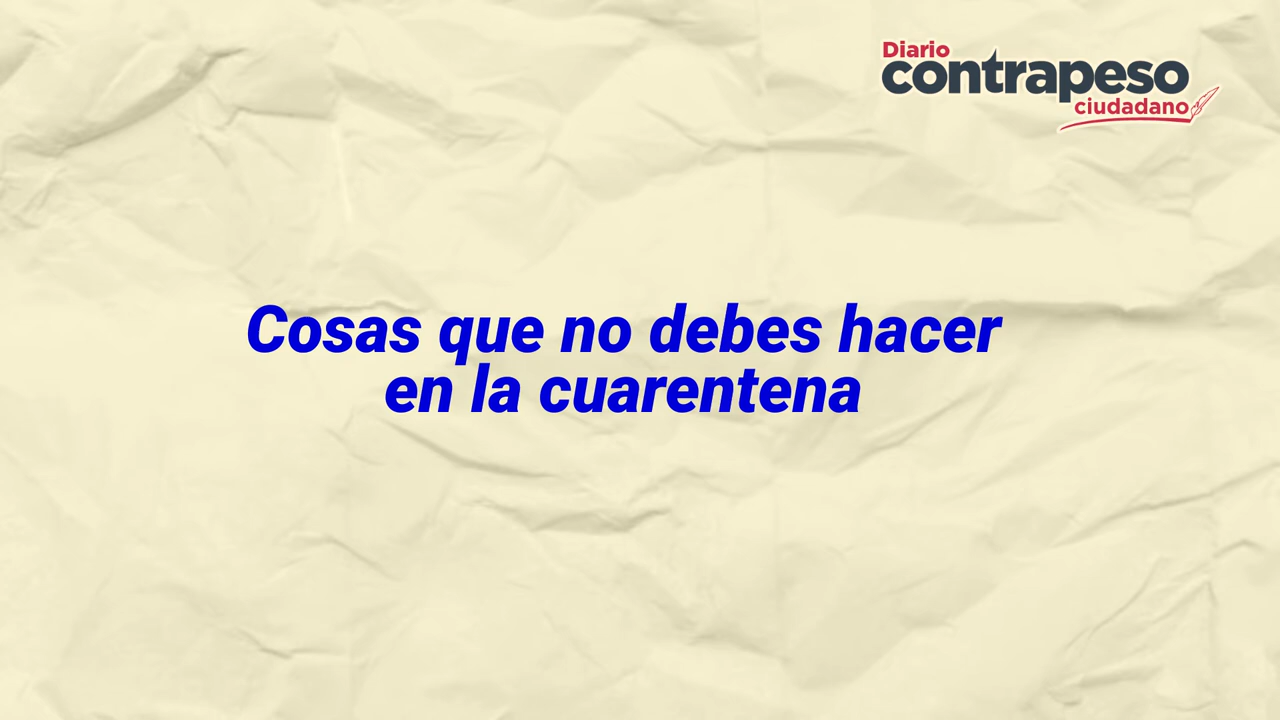 Diario
contrapeso
ciudadano
Cosas que no debes hacer
en la cuarentena